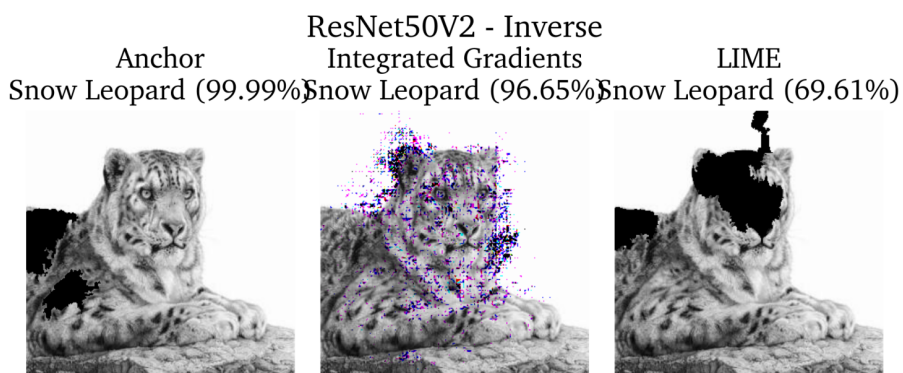 ResNet50V2 - Inverse
Anchor
Snow Leopard (99.99%)
Integrated Gradients
Snow Leopard (96.65%)
LIME
Snow Leopard (69.61%)